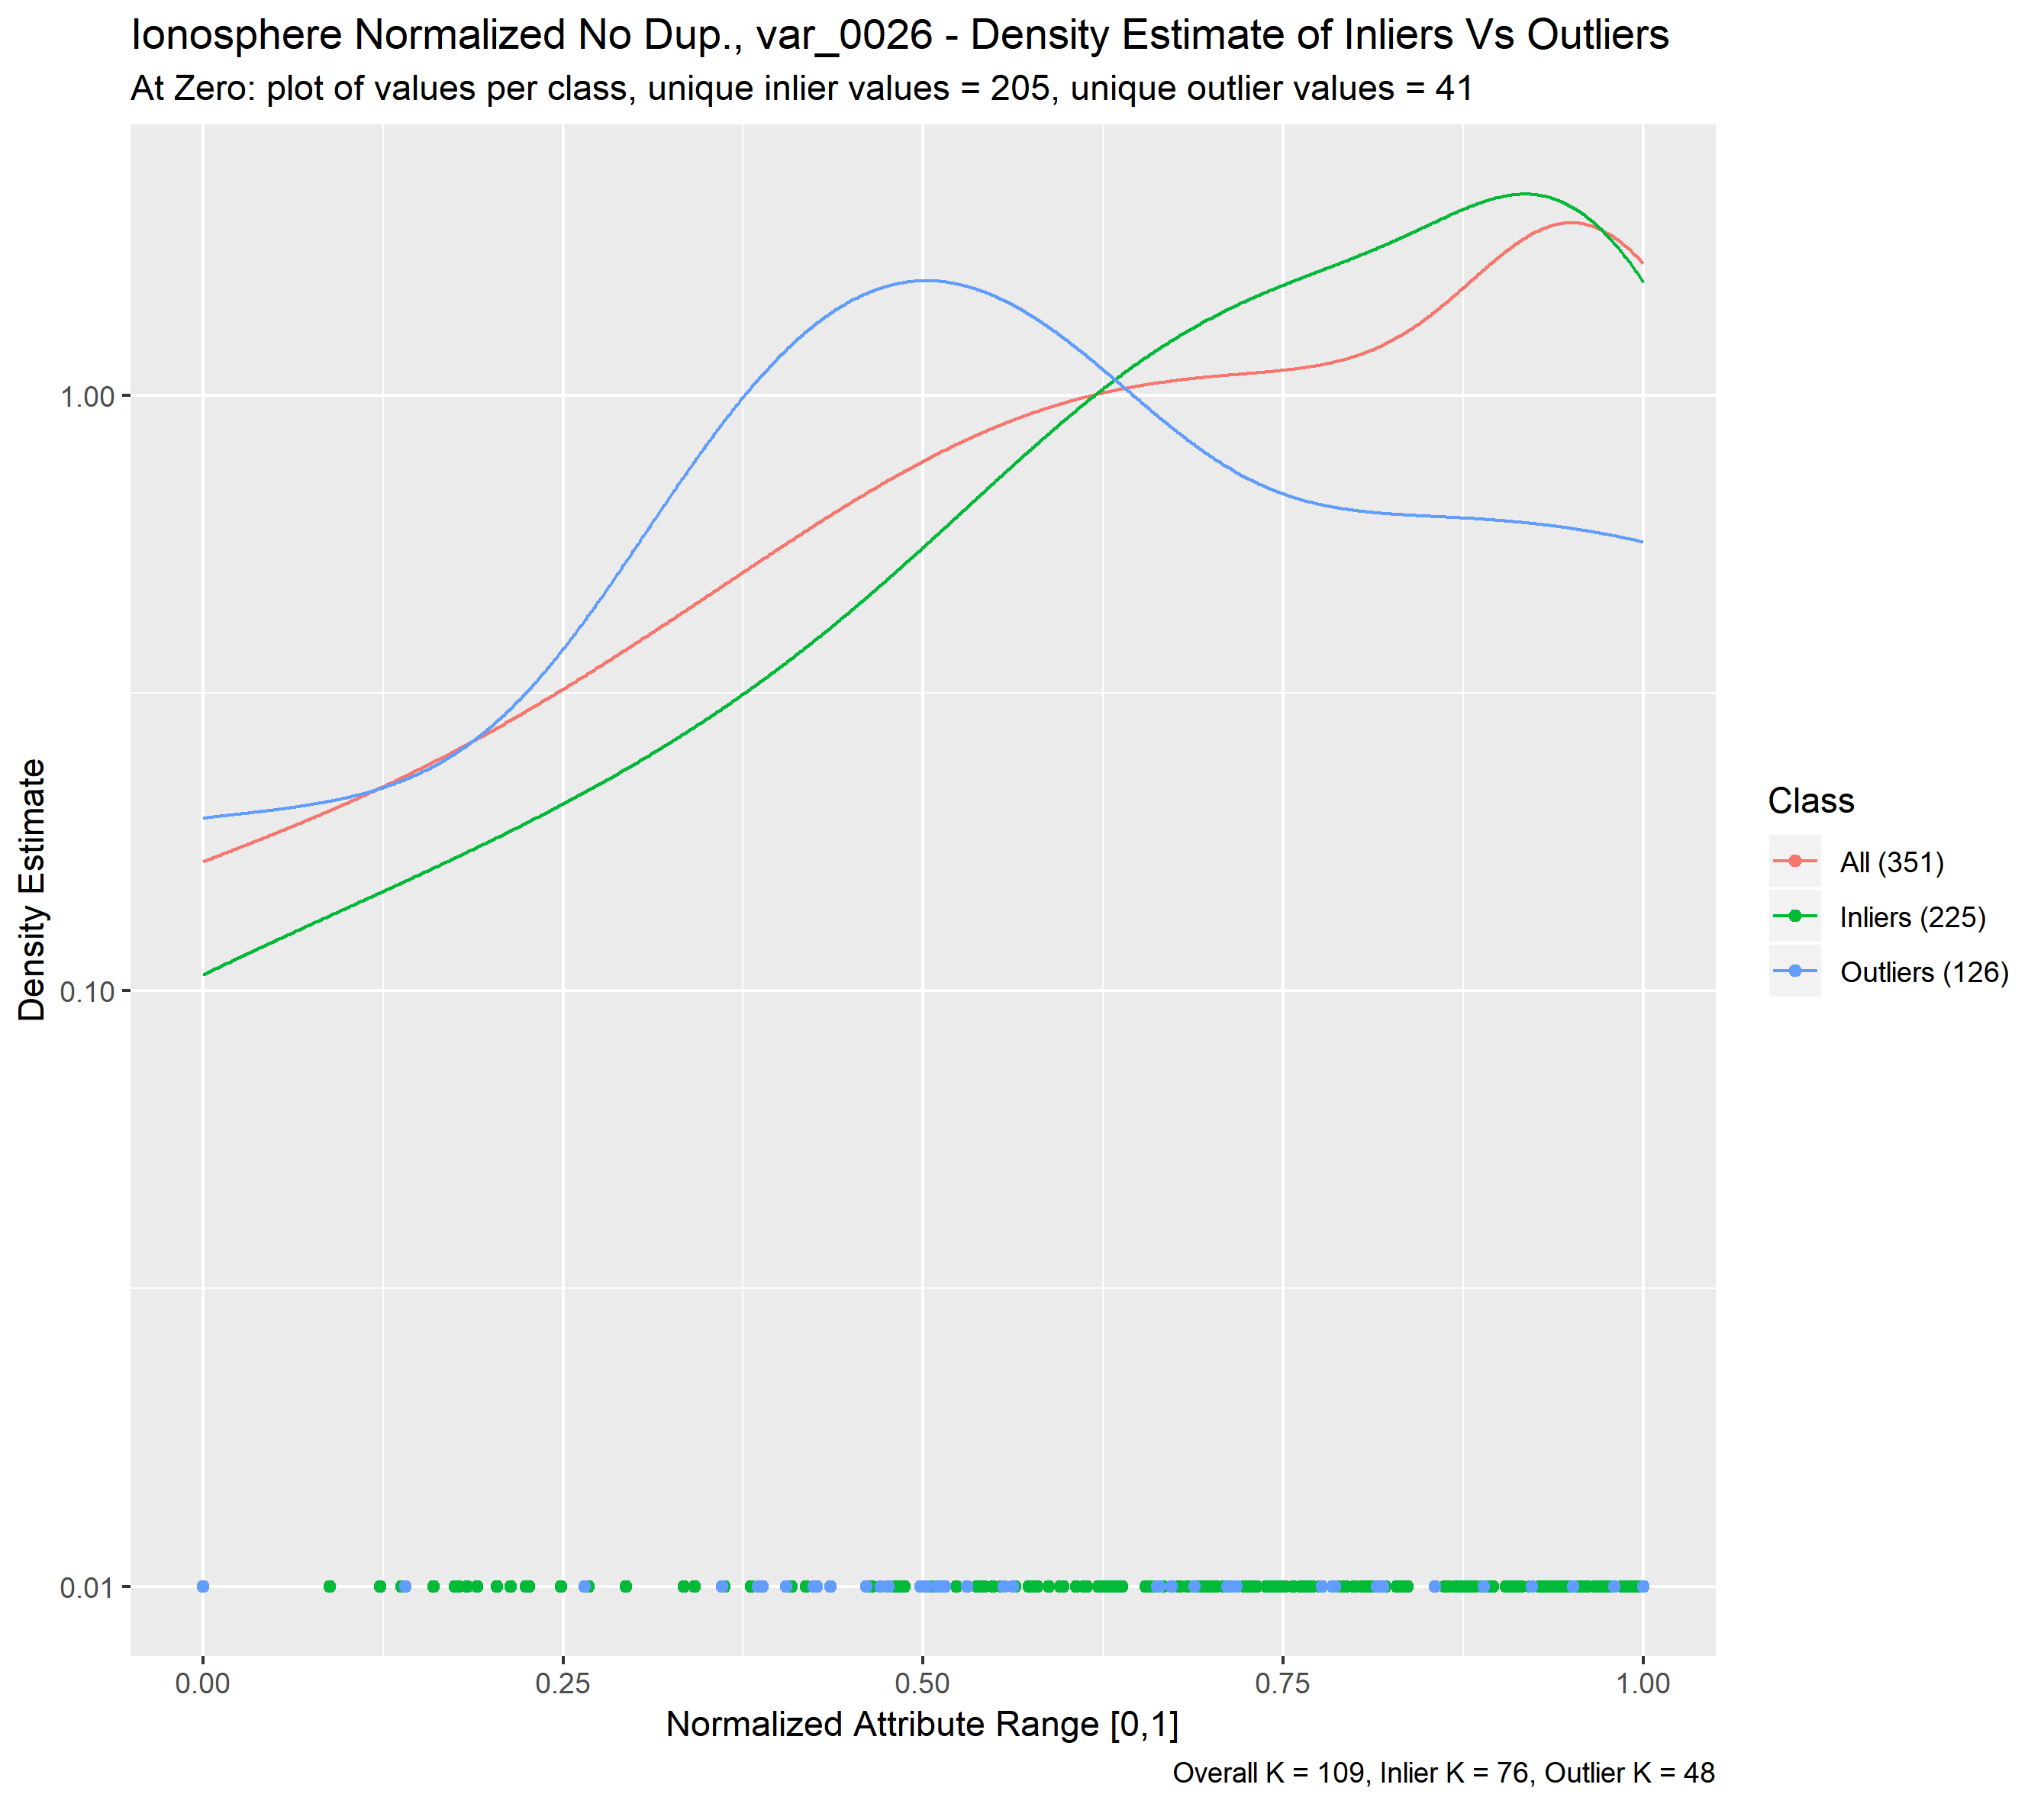 Ionosphere Normalized No Dup., var_0026 - Density Estimate of Inliers Vs Outliers
At Zero: plot of values per class, unique inlier values = 205, unique outlier values = 41
Density Estimate
1.00
0.10
0.01
0.00 0.25 0.50 0.75 1.00
Normalized Attribute Range [0,1]
Class
All (351)
Inliers (225)
Outliers (126)
Overall K = 109, Inlier K = 76, Outlier K = 48